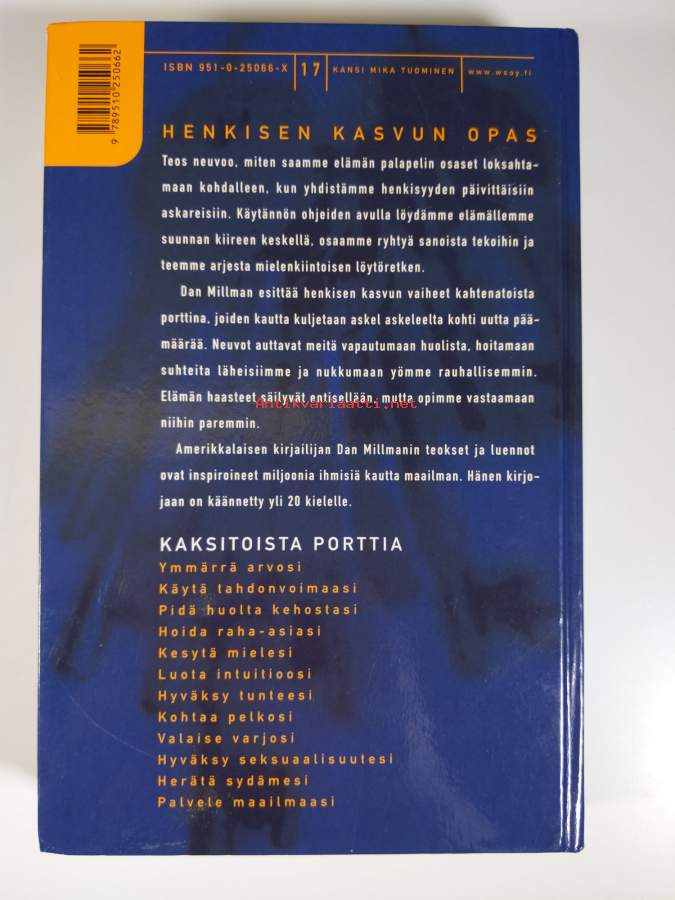 ISBN 951-0-25066-X 17 KANSI MIKA TUOMINEN www.wsoy.fi
9 789510 250662
HENKISEN KASVUN OPAS
Teos neuvoo, miten saamme elämän palapelin osaset loksahta-
maan kohdalleen, kun yhdistämme henkisyyden päivittäisiin
askareisiin. Käytännön ohjeiden avulla löydämme elämällemme
suunnan kiireen keskellä, osaamme ryhtyä sanoista tekoihin ja
teemme arjesta mielenkiintoisen löytöretken.
Dan Millman esittää henkisen kasvun vaiheet kahtenatoista
porttina, joiden kautta kuljetaan askel askeleelta kohti uutta pää-
määrää. Neuvot auttavat meitä vapautumaan huolista, hoitamaan
suhteita läheisiimme ja nukkumaan yömme rauhallisemmin.
Elämän haasteet säilyvät entisellään, mutta opimme vastaamaan
Antikvariaatti.net
niihin paremmin.
Amerikkalaisen kirjailijan Dan Millmanin teokset ja luennot
ovat inspiroineet miljoonia ihmisiä kautta maailman. Hänen kirjo-
jaan on käännetty yli 20 kielelle.
KAKSITOISTA PORTTIA
Ymmärrä arvosi
Käytä tahdonvoimaasi
Pidä huolta kehostasi
Hoida raha-asiasi
Kesytä mielesi
Luota intuitioosi
Hyväksy tunteesi
Kohtaa pelkosi
Valaise varjosi
Hyväksy seksuaalisuutesi
Herätä sydämesi
Palvele maailmaasi